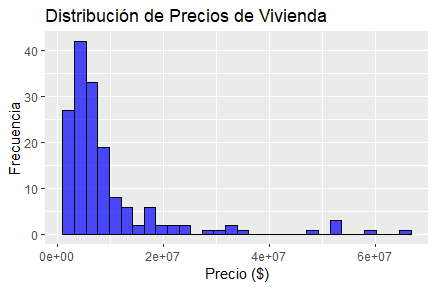 Distribución de Precios de Vivienda
Frecuencia
40
30
20
10
0
0e+00 2e+07 4e+07 6e+07
Precio ($)